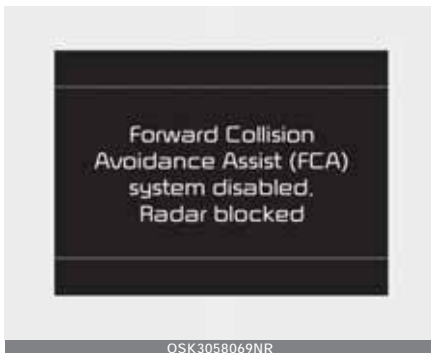 Forward Collision
Avoidance Assist (FCA)
system disabled.
Radar blocked
OSK3058069NR